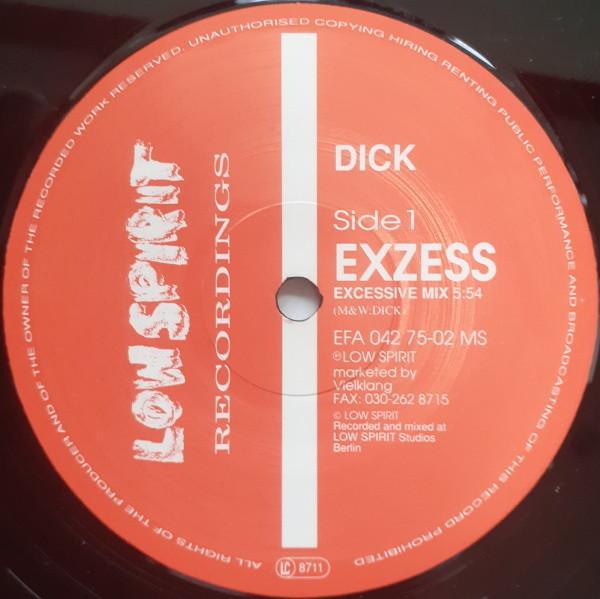 ALL RIGHTS OF THE PRODUCER AND OF THE OWNER OF THE RECORDED WORK RESERVED. UNAUTHORISED COPYING HIRING RENTING PUBLIC PERFORMANCE AND BROADCASTING OF THIS RECORD PROHIBITED
LOW SPIRIT
RECORDINGS
DICK
Side 1
EXZESS
EXCESSIVE MIX 5:54
(M&W:DICK)
EFA 042 75-02 MS
℗LOW SPIRIT
marketed by
Vielklang
FAX: 030-262 8715
© LOW SPIRIT
Recorded and mixed at
LOW SPIRIT Studios
Berlin
LC 8711